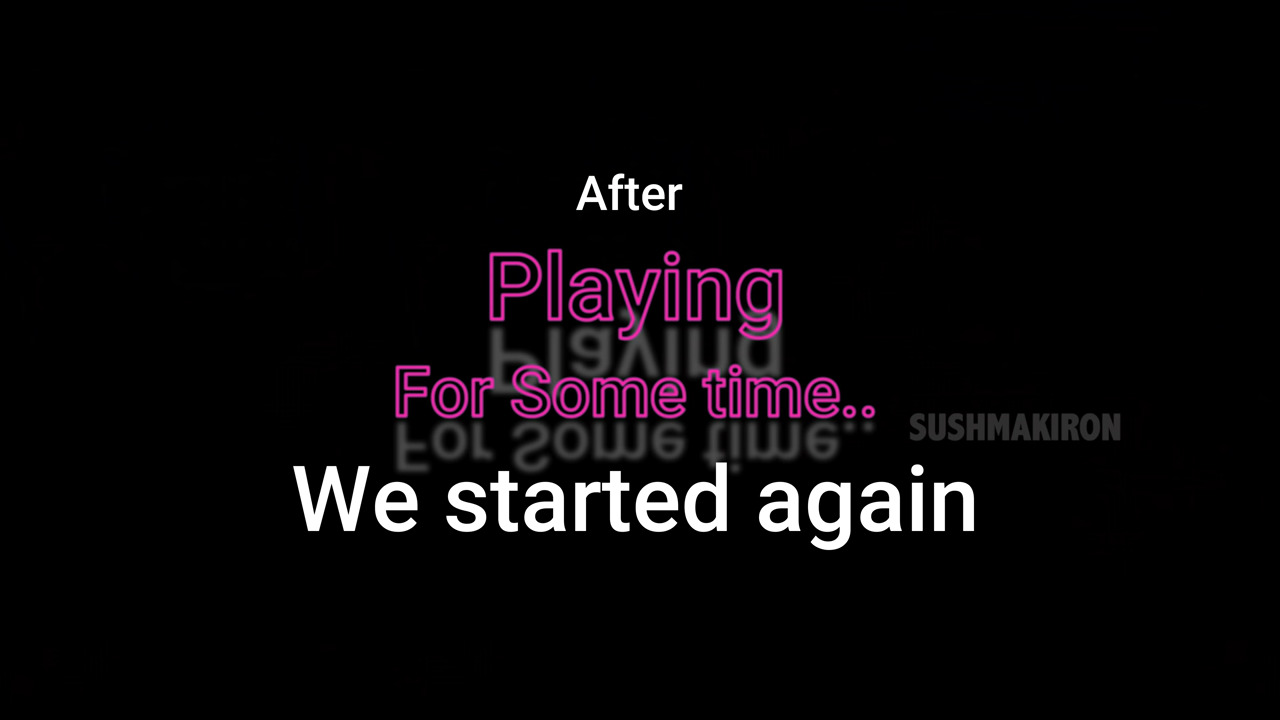 After
Playing
For Some time..
SUSHMAKIRON
We started again